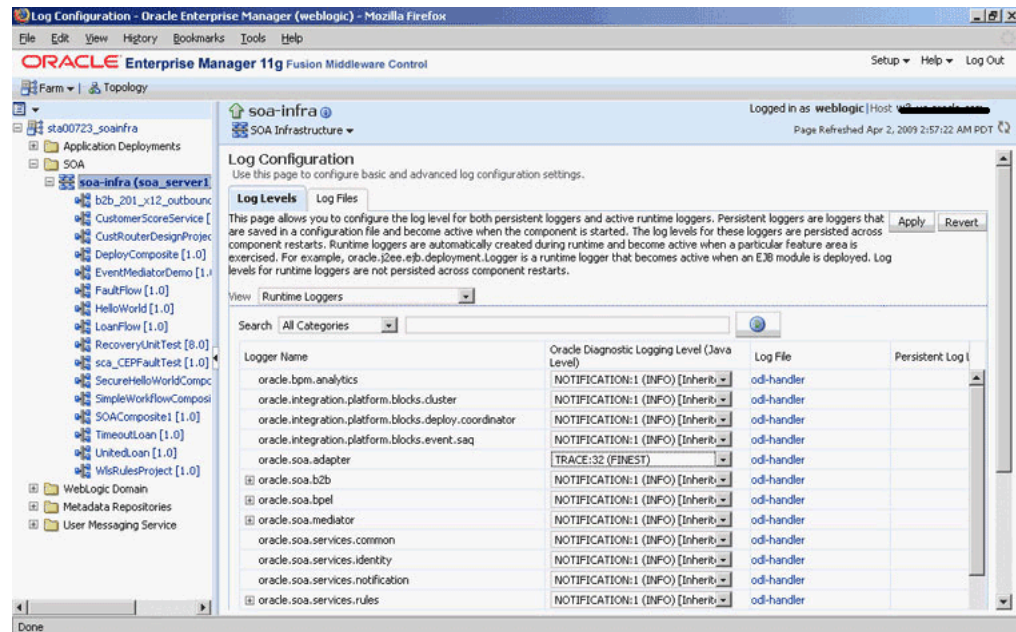 Log Configuration - Oracle Enterprise Manager (weblogic) - Mozilla Firefox
File Edit View History Bookmarks Tools Help
ORACLE Enterprise Manager 11g Fusion Middleware Control
Setup Help Log Out
Farm Topology
sta00723_soainfra
Application Deployments
SOA
soa-infra (soa_server1
b2b_201_x12_outbound
CustomerScoreService [
CustRouterDesignProjec
DeployComposite [1.0]
EventMediatorDemo [1.
FaultFlow [1.0]
HelloWorld [1.0]
LoanFlow [1.0]
RecoveryUnitTest [8.0]
sca_CEPFaultTest [1.0]
SecureHelloWorldCompc
SimpleWorkflowComposi
SOAComposite1 [1.0]
TimeoutLoan [1.0]
UnitedLoan [1.0]
WlsRulesProject [1.0]
WebLogic Domain
Metadata Repositories
User Messaging Service
soa-infra
SOA Infrastructure
Logged in as weblogic | Host
Page Refreshed Apr 2, 2009 2:57:22 AM PDT
Log Configuration
Use this page to configure basic and advanced log configuration settings.
Log Levels Log Files
This page allows you to configure the log level for both persistent loggers and active runtime loggers. Persistent loggers are loggers that
are saved in a configuration file and become active when the component is started. The log levels for these loggers are persisted across
component restarts. Runtime loggers are automatically created during runtime and become active when a particular feature area is
exercised. For example, oracle.j2ee.ejb.deployment.Logger is a runtime logger that becomes active when an EJB module is deployed. Log
levels for runtime loggers are not persisted across component restarts.
Apply Revert
View Runtime Loggers
Search All Categories
Logger Name Oracle Diagnostic Logging Level (Java Level) Log File Persistent Log L
oracle.bpm.analytics NOTIFICATION:1 (INFO) [Inherit odl-handler
oracle.integration.platform.blocks.cluster NOTIFICATION:1 (INFO) [Inherit odl-handler
oracle.integration.platform.blocks.deploy.coordinator NOTIFICATION:1 (INFO) [Inherit odl-handler
oracle.integration.platform.blocks.event.saq NOTIFICATION:1 (INFO) [Inherit odl-handler
oracle.soa.adapter TRACE:32 (FINEST) odl-handler
oracle.soa.b2b NOTIFICATION:1 (INFO) [Inherit odl-handler
oracle.soa.bpel NOTIFICATION:1 (INFO) [Inherit odl-handler
oracle.soa.mediator NOTIFICATION:1 (INFO) [Inherit odl-handler
oracle.soa.services.common NOTIFICATION:1 (INFO) [Inherit odl-handler
oracle.soa.services.identity NOTIFICATION:1 (INFO) [Inherit odl-handler
oracle.soa.services.notification NOTIFICATION:1 (INFO) [Inherit odl-handler
oracle.soa.services.rules NOTIFICATION:1 (INFO) [Inherit odl-handler
Done